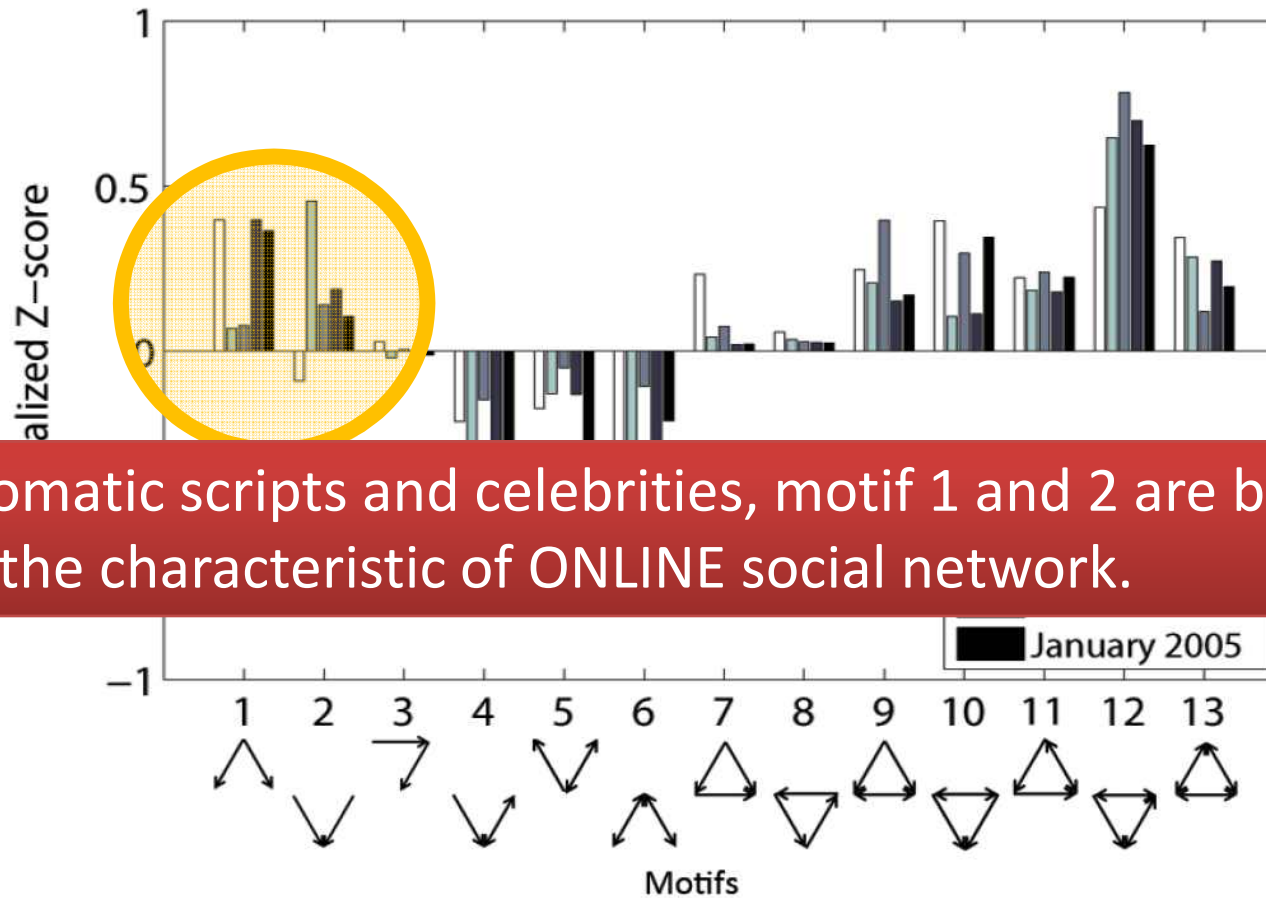 1
0.5
0
alized Z–score
omatic scripts and celebrities, motif 1 and 2 are b
the characteristic of ONLINE social network.
January 2005
–1
1 2 3 4 5 6 7 8 9 10 11 12 13
Motifs